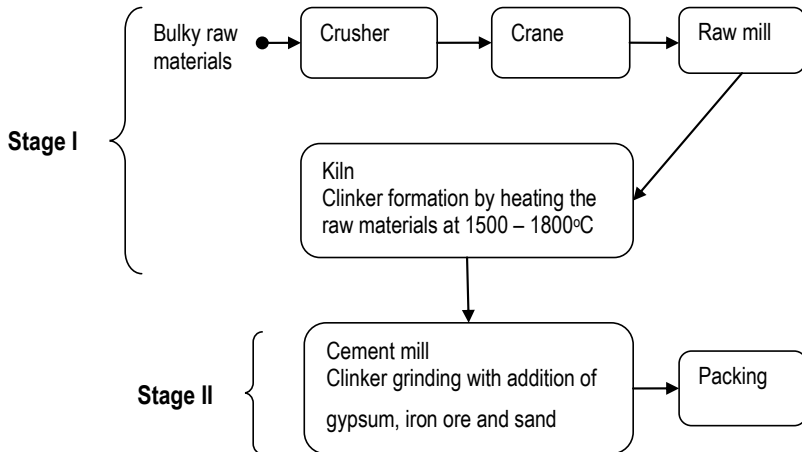 Bulky raw
materials
Crusher
Crane
Raw mill
Stage I
Kiln
Clinker formation by heating the
raw materials at 1500 – 1800ºC
Stage II
Cement mill
Clinker grinding with addition of
gypsum, iron ore and sand
Packing